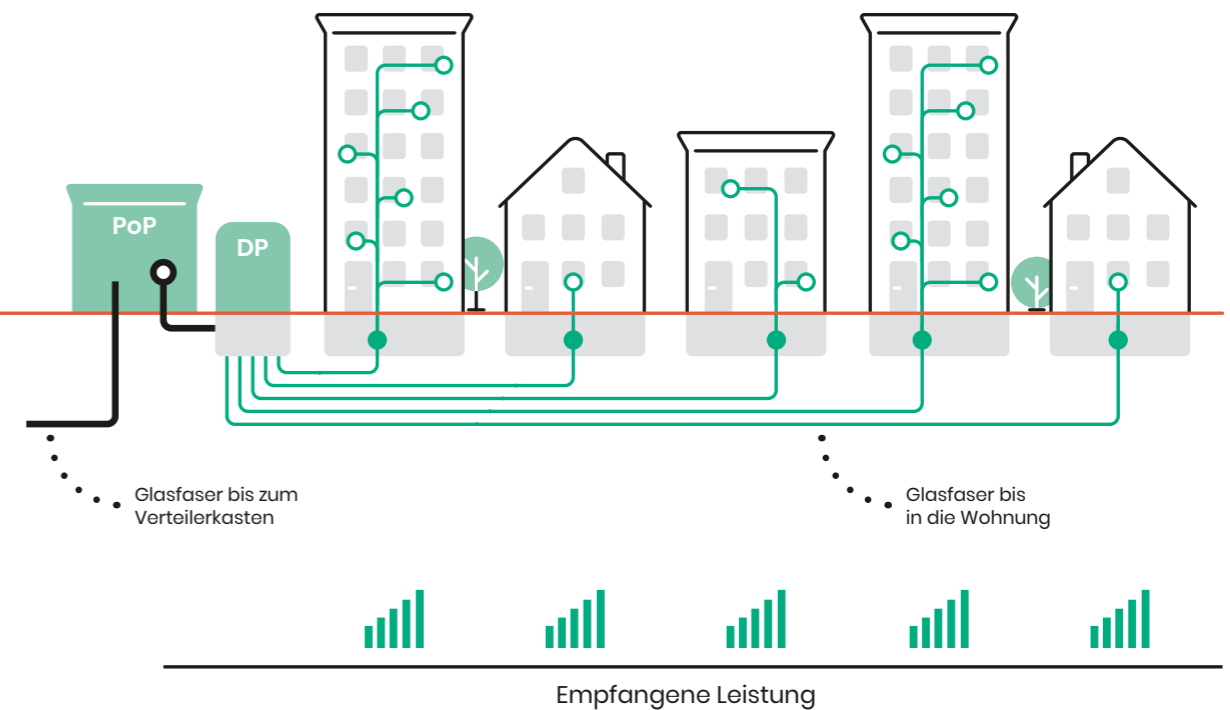 PoP
DP
Glasfaser bis zum
Verteilerkasten
Glasfaser bis
in die Wohnung
Empfangene Leistung